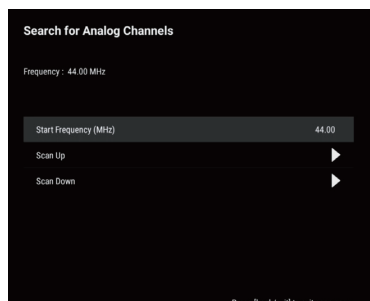 Search for Analog Channels
Frequency : 44.00 MHz
Start Frequency (MHz) 44.00
Scan Up
Scan Down